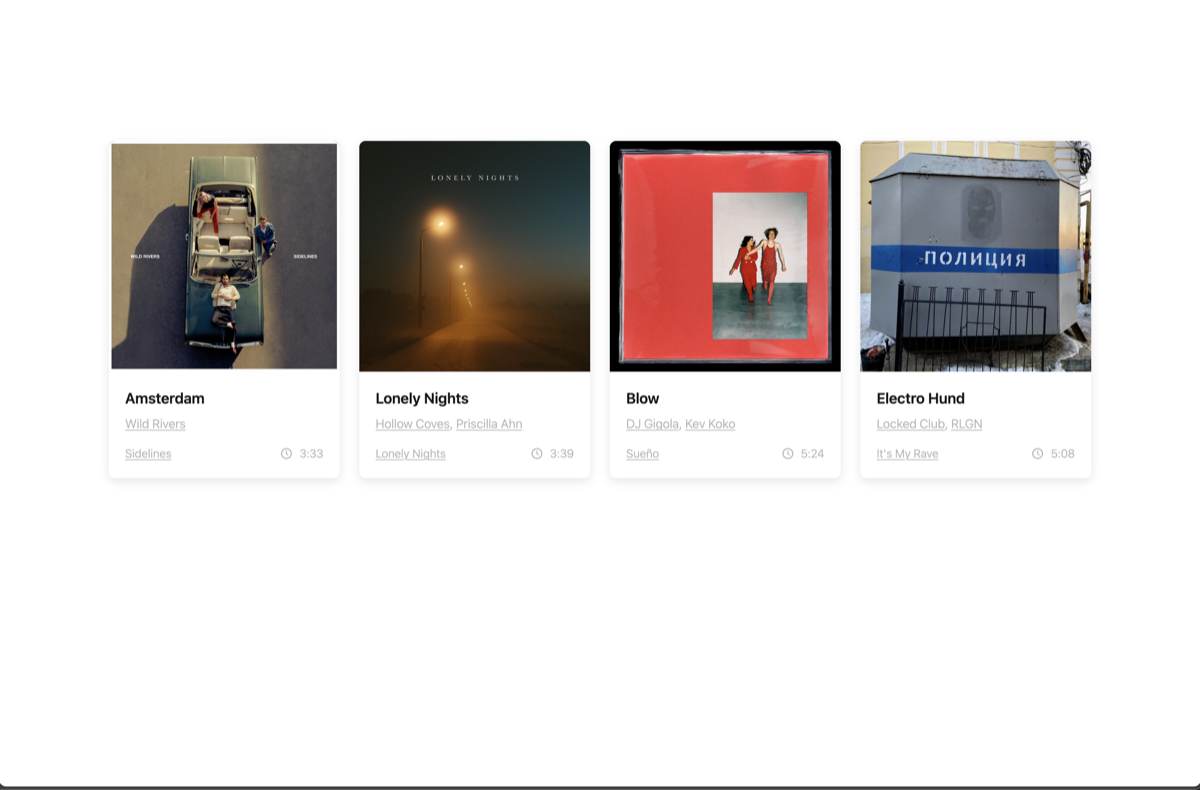 WILD RIVERS
SIDELINES
LONELY NIGHTS
ПОЛИЦИЯ
Amsterdam
Wild Rivers
Sidelines
3:33
Lonely Nights
Hollow Coves, Priscilla Ahn
Lonely Nights
3:39
Blow
DJ Gigola, Kev Koko
Sueño
5:24
Electro Hund
Locked Club, RLGN
It's My Rave
5:08